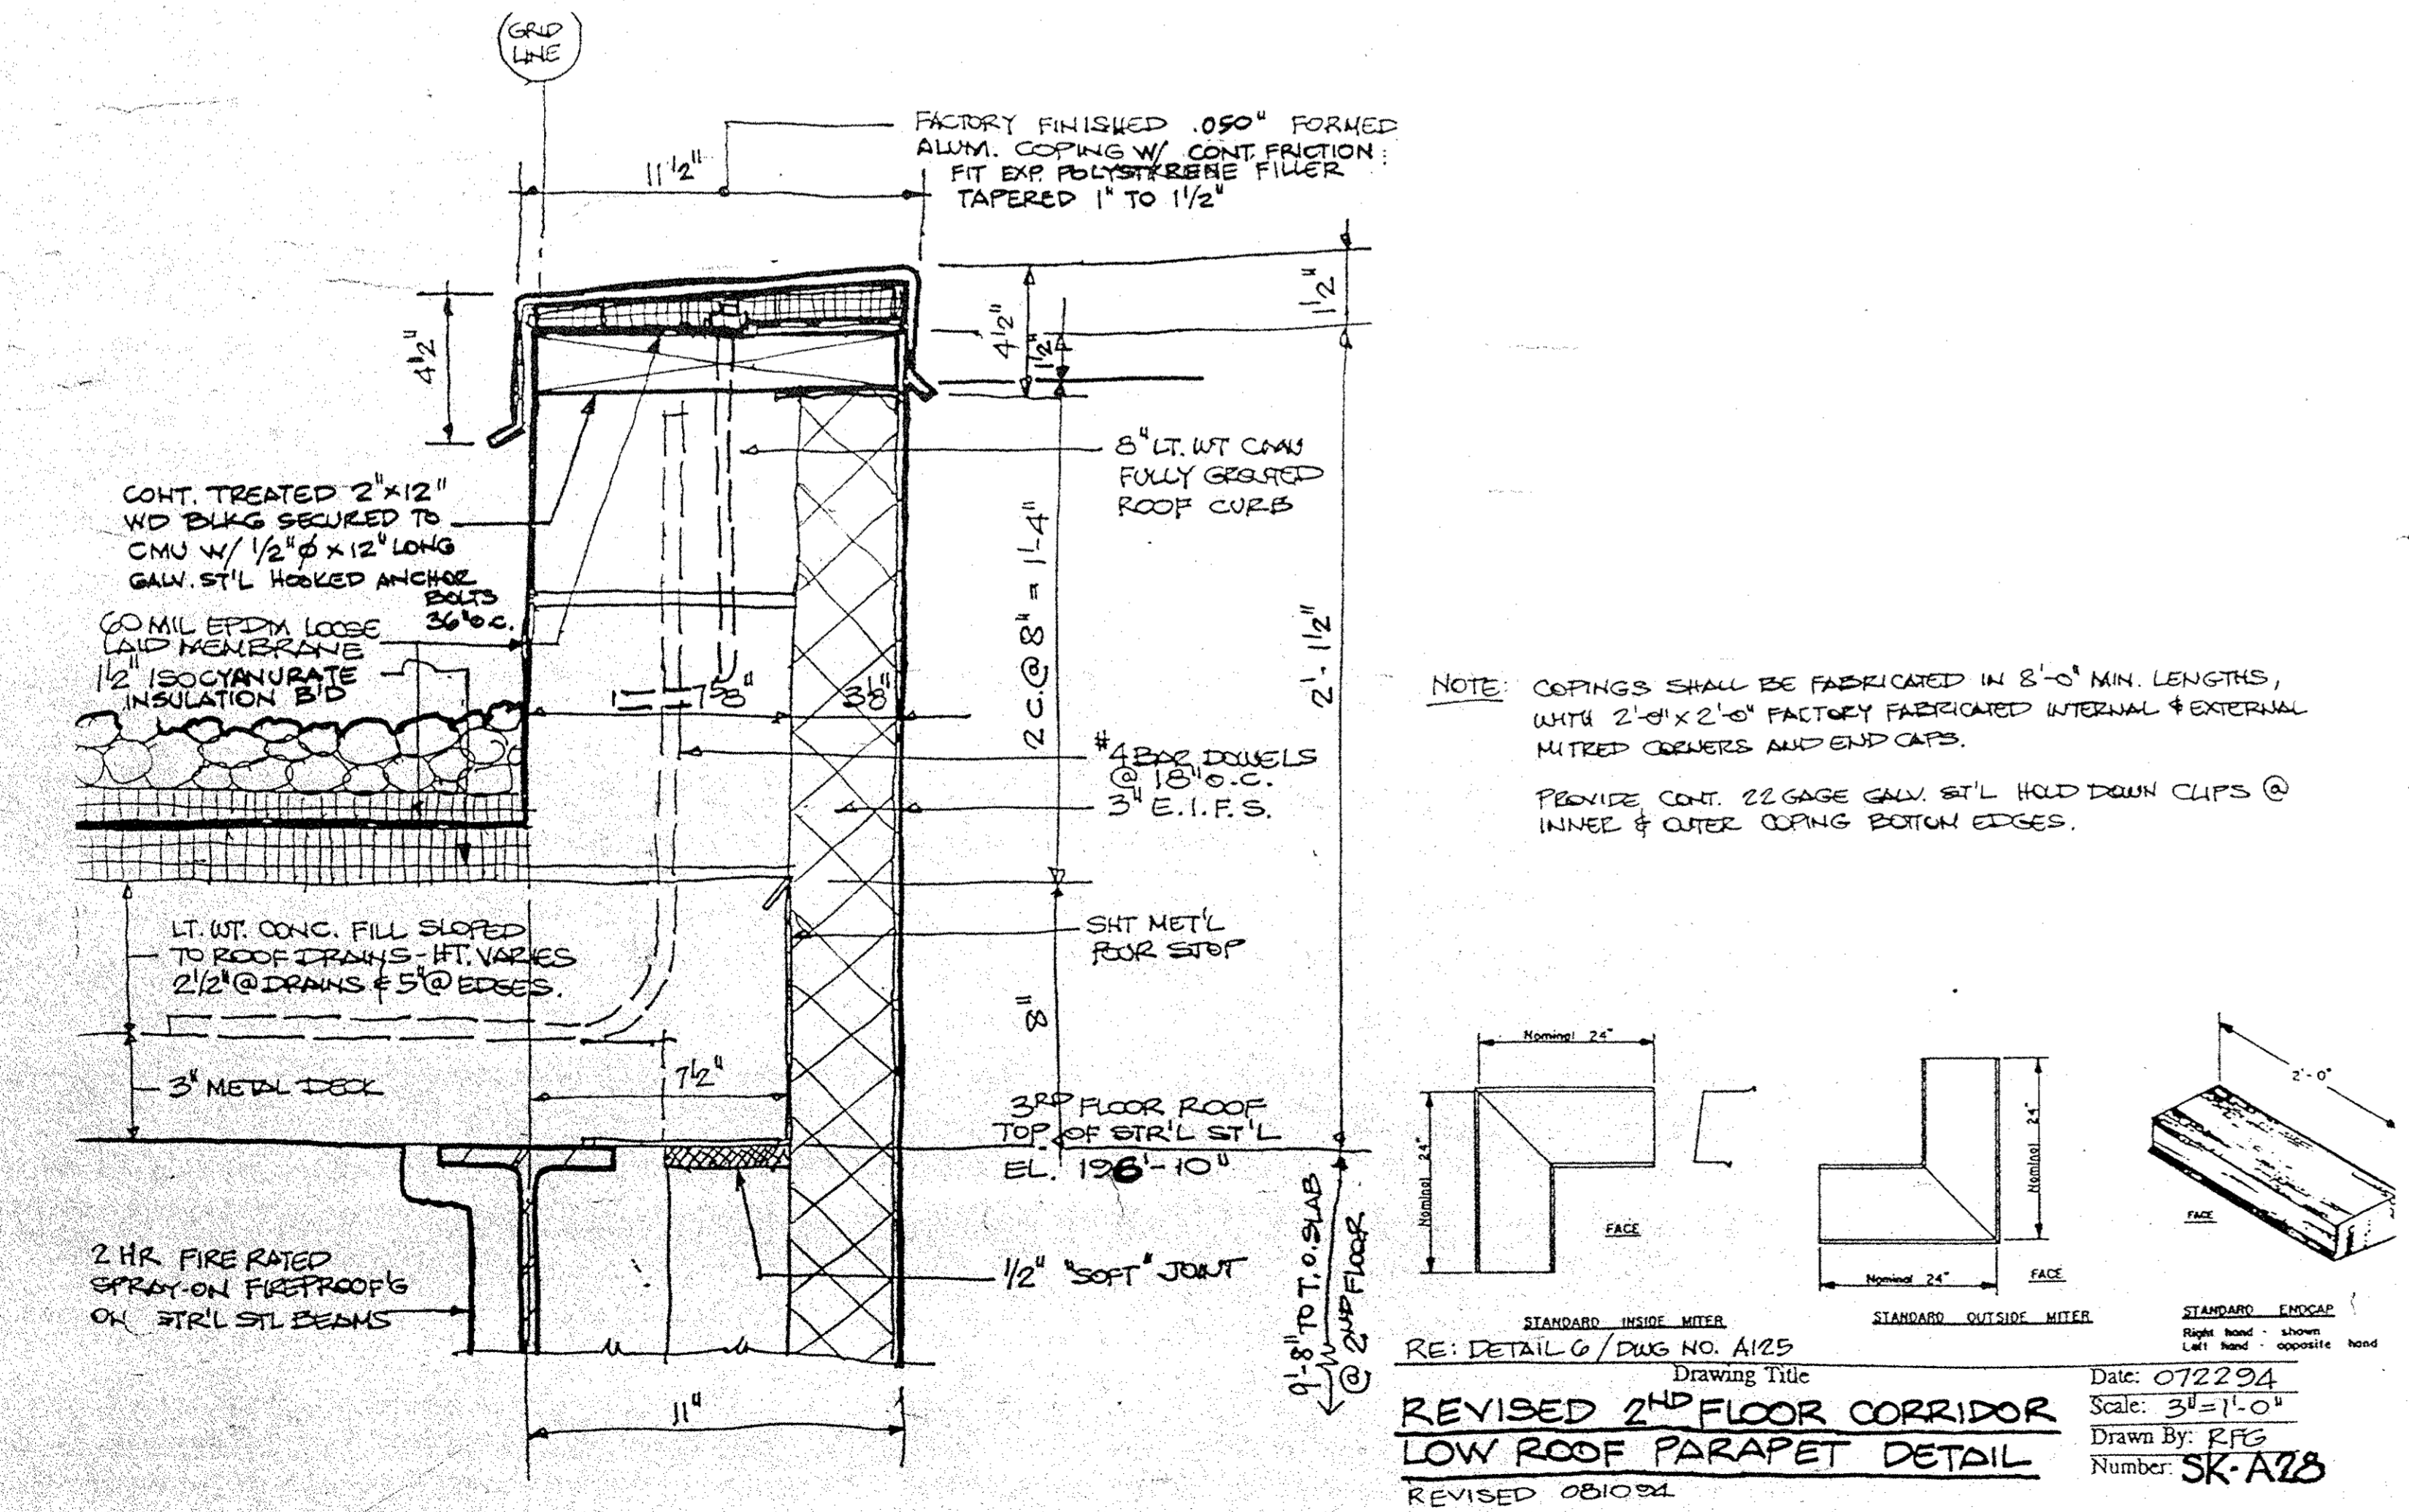 GRID
LINE
11 1/2"
FACTORY FINISHED .050" FORMED
ALUM. COPING W/ CONT. FRICTION
FIT EXP. POLYSTYRENE FILLER
TAPERED 1" TO 1 1/2"
4 1/2"
4 1/2"
1 1/2"
1 1/2"
8" LT. WT CMU
FULLY GROUTED
ROOF CURB
CONT. TREATED 2"x12"
WD BLKG SECURED TO
CMU W/ 1/2"φ x 12" LONG
GALV. ST'L HOOKED ANCHOR
BOLTS
36" O.C.
60 MIL EPDM LOOSE
LAID MEMBRANE
1 1/2" ISOCYANURATE
INSULATION B'D
7 5/8"
3 1/8"
2 C. @ 8" = 1'-4"
2'-1 1/2"
#4 BAR DOWELS
@ 18" O.C.
3" E.I.F.S.
SHT MET'L
POUR STOP
8"
LT. WT. CONC. FILL SLOPED
TO ROOF DRAINS - HT. VARIES
2 1/2" @ DRAINS & 5" @ EDGES.
3" METAL DECK
7 1/2"
3RD FLOOR ROOF
TOP OF STR'L ST'L
EL. 196'-10"
2 HR FIRE RATED
SPRAY-ON FIREPROOF'G
ON STR'L STL BEAMS
1/2" "SOFT" JOINT
9'-8" TO T.O. SLAB
@ 2ND FLOOR
11"
NOTE: COPINGS SHALL BE FABRICATED IN 8'-0" MIN. LENGTHS,
WITH 2'-0" x 2'-0" FACTORY FABRICATED INTERNAL & EXTERNAL
MITRED CORNERS AND END CAPS.
PROVIDE CONT. 22 GAGE GALV. ST'L HOLD DOWN CLIPS @
INNER & OUTER COPING BOTTOM EDGES.
Nominal 24"
Nominal 24"
FACE
STANDARD INSIDE MITER
Nominal 24"
Nominal 24"
FACE
STANDARD OUTSIDE MITER
2'-0"
FACE
STANDARD ENDCAP
Right hand - shown
Left hand - opposite hand
RE: DETAIL 6 / DWG NO. A125
Drawing Title
REVISED 2ND FLOOR CORRIDOR
LOW ROOF PARAPET DETAIL
REVISED 081094
Date: 072294
Scale: 3"=1'-0"
Drawn By: RFG
Number: SK-A28